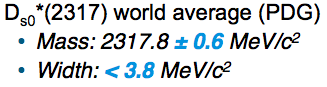 Ds0*(2317) world average (PDG)
• Mass: 2317.8 ± 0.6 MeV/c²
• Width: < 3.8 MeV/c²